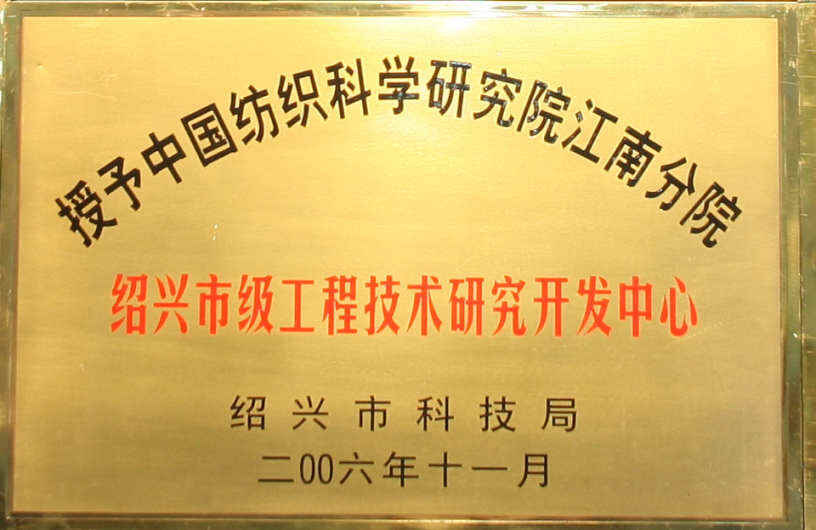 授予中国纺织科学研究院江南分院
绍兴市级工程技术研究开发中心
绍兴市科技局
二00六年十一月